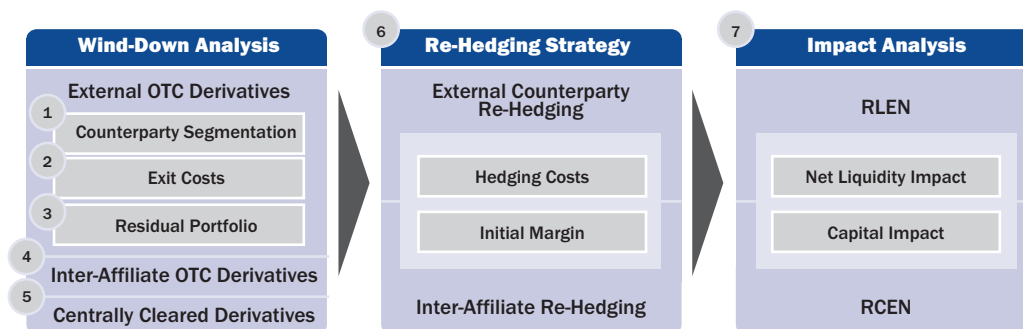 Wind-Down Analysis
External OTC Derivatives
1
Counterparty Segmentation
2
Exit Costs
3
Residual Portfolio
4
Inter-Affiliate OTC Derivatives
5
Centrally Cleared Derivatives
6
Re-Hedging Strategy
External Counterparty
Re-Hedging
Hedging Costs
Initial Margin
Inter-Affiliate Re-Hedging
7
Impact Analysis
RLEN
Net Liquidity Impact
Capital Impact
RCEN